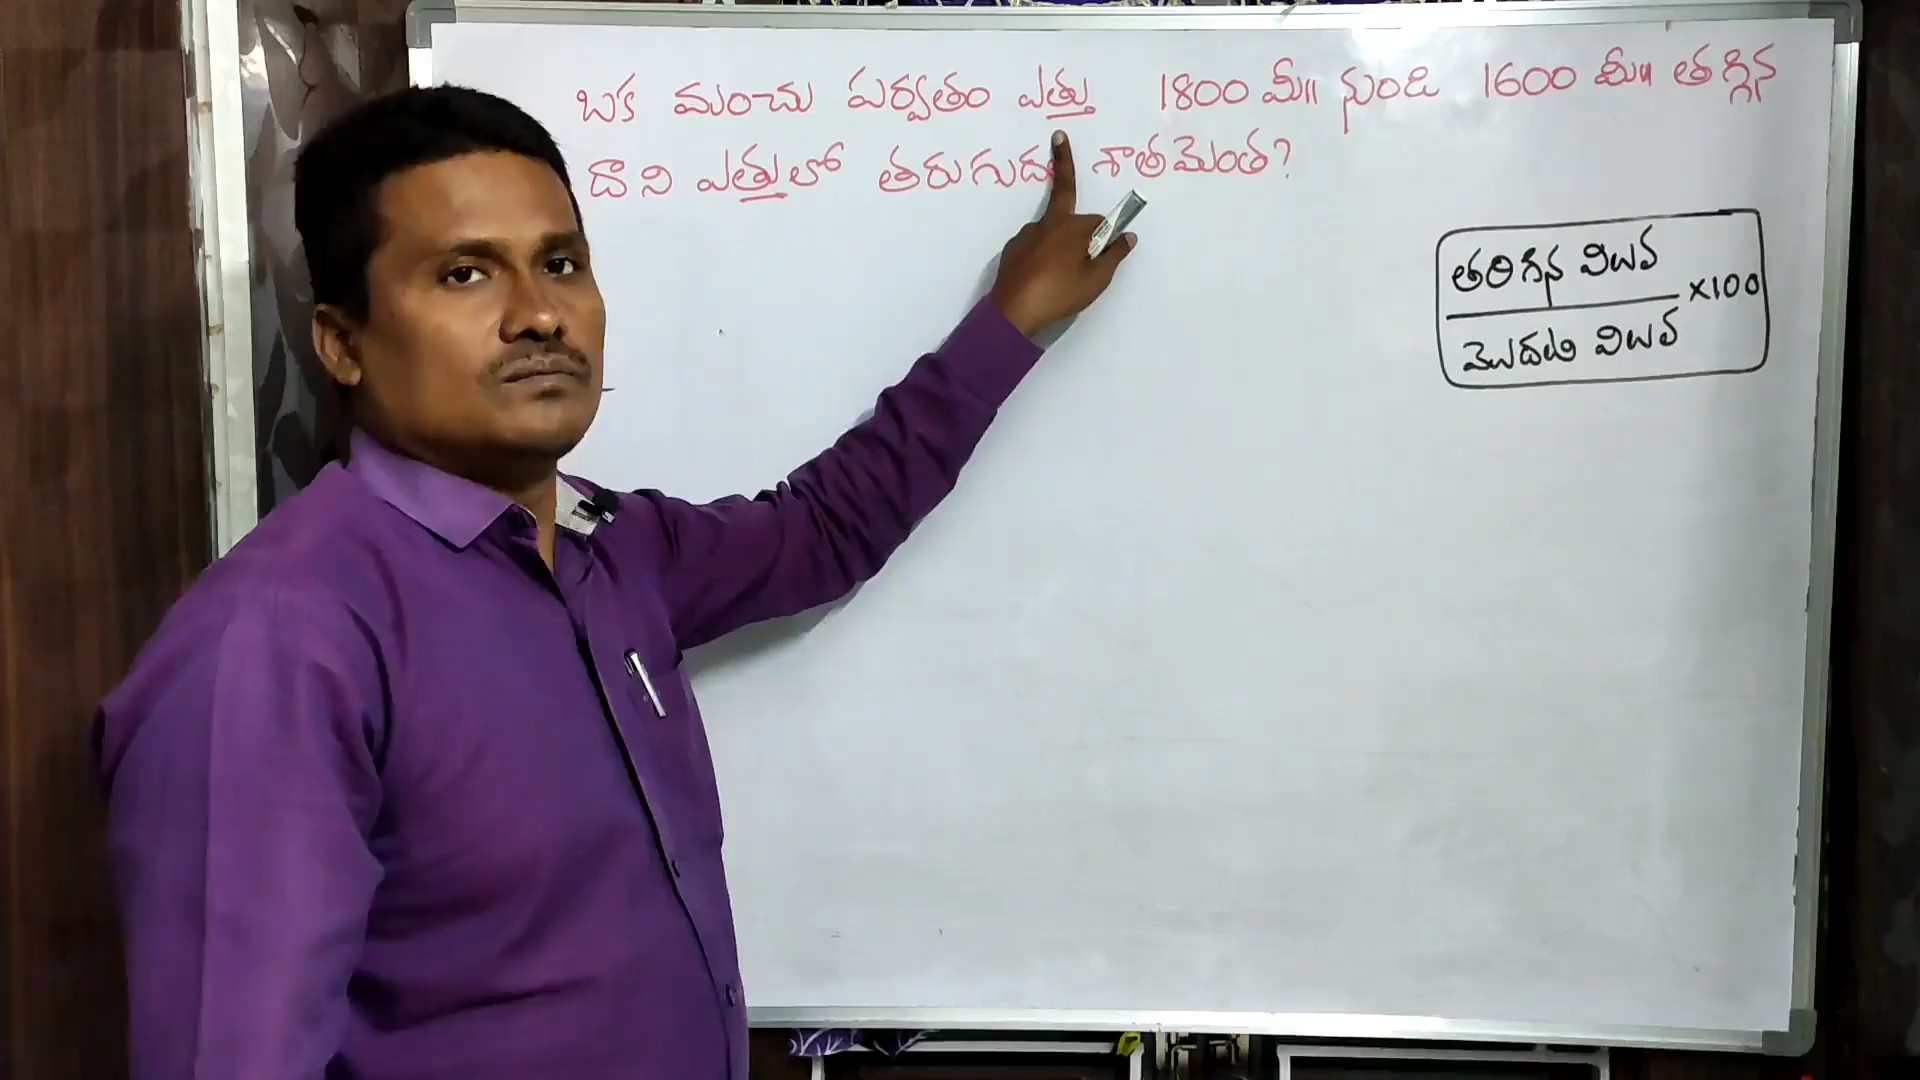 ఒక మంచు పర్వతం ఎత్తు 1800 మీ॥ నుండి 1600 మీ॥ తగ్గిన
దాని ఎత్తులో తరుగుదల శాతమెంత?
తరిగిన విలువ
మొదటి విలువ
×100